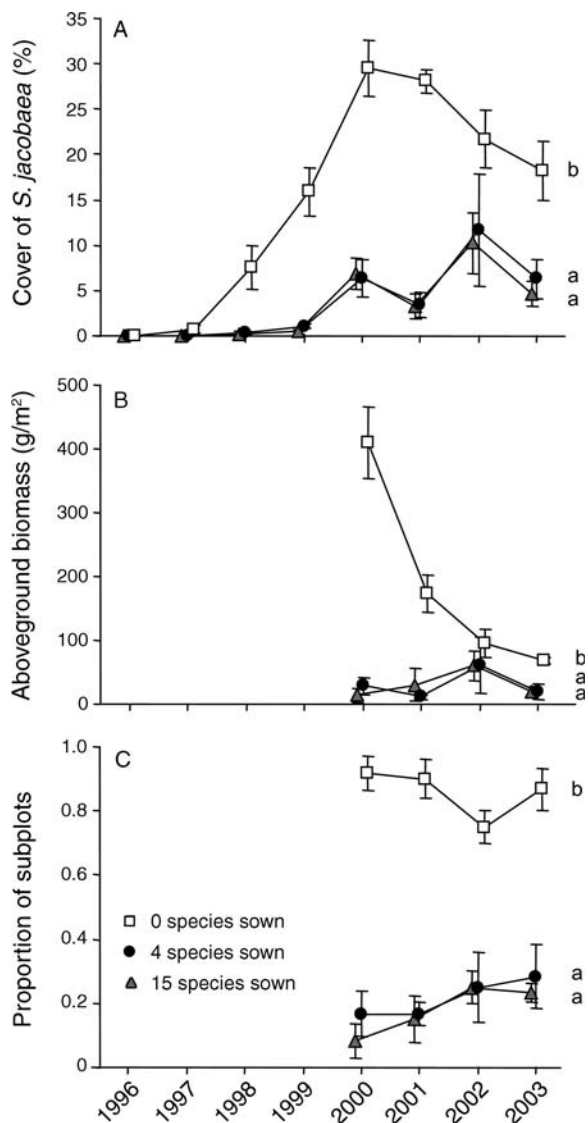 A
Cover of S. jacobaea (%)
35
30
25
20
15
10
5
0
b
a
a
B
Aboveground biomass (g/m²)
500
400
300
200
100
0
b
a
a
C
Proportion of subplots
1.0
0.8
0.6
0.4
0.2
0
b
a
a
0 species sown
4 species sown
15 species sown
1996 1997 1998 1999 2000 2001 2002 2003